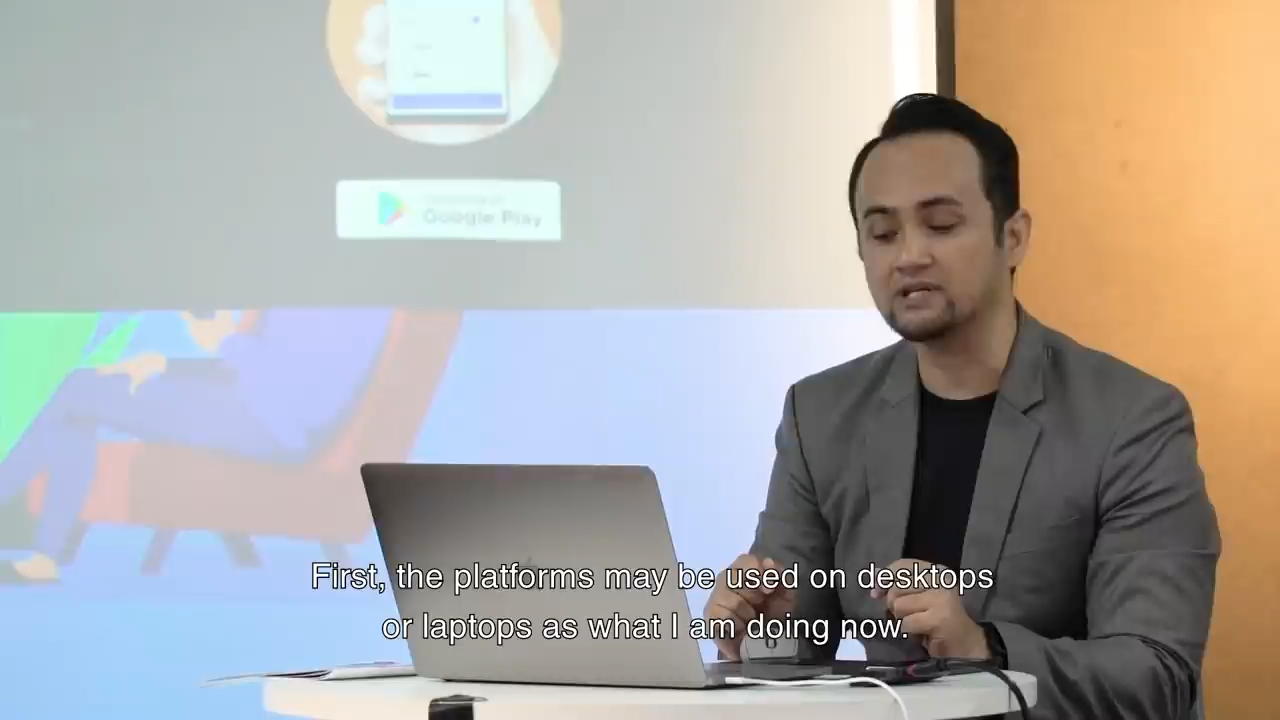 Google Play
First, the platforms may be used on desktops
or laptops as what I am doing now.